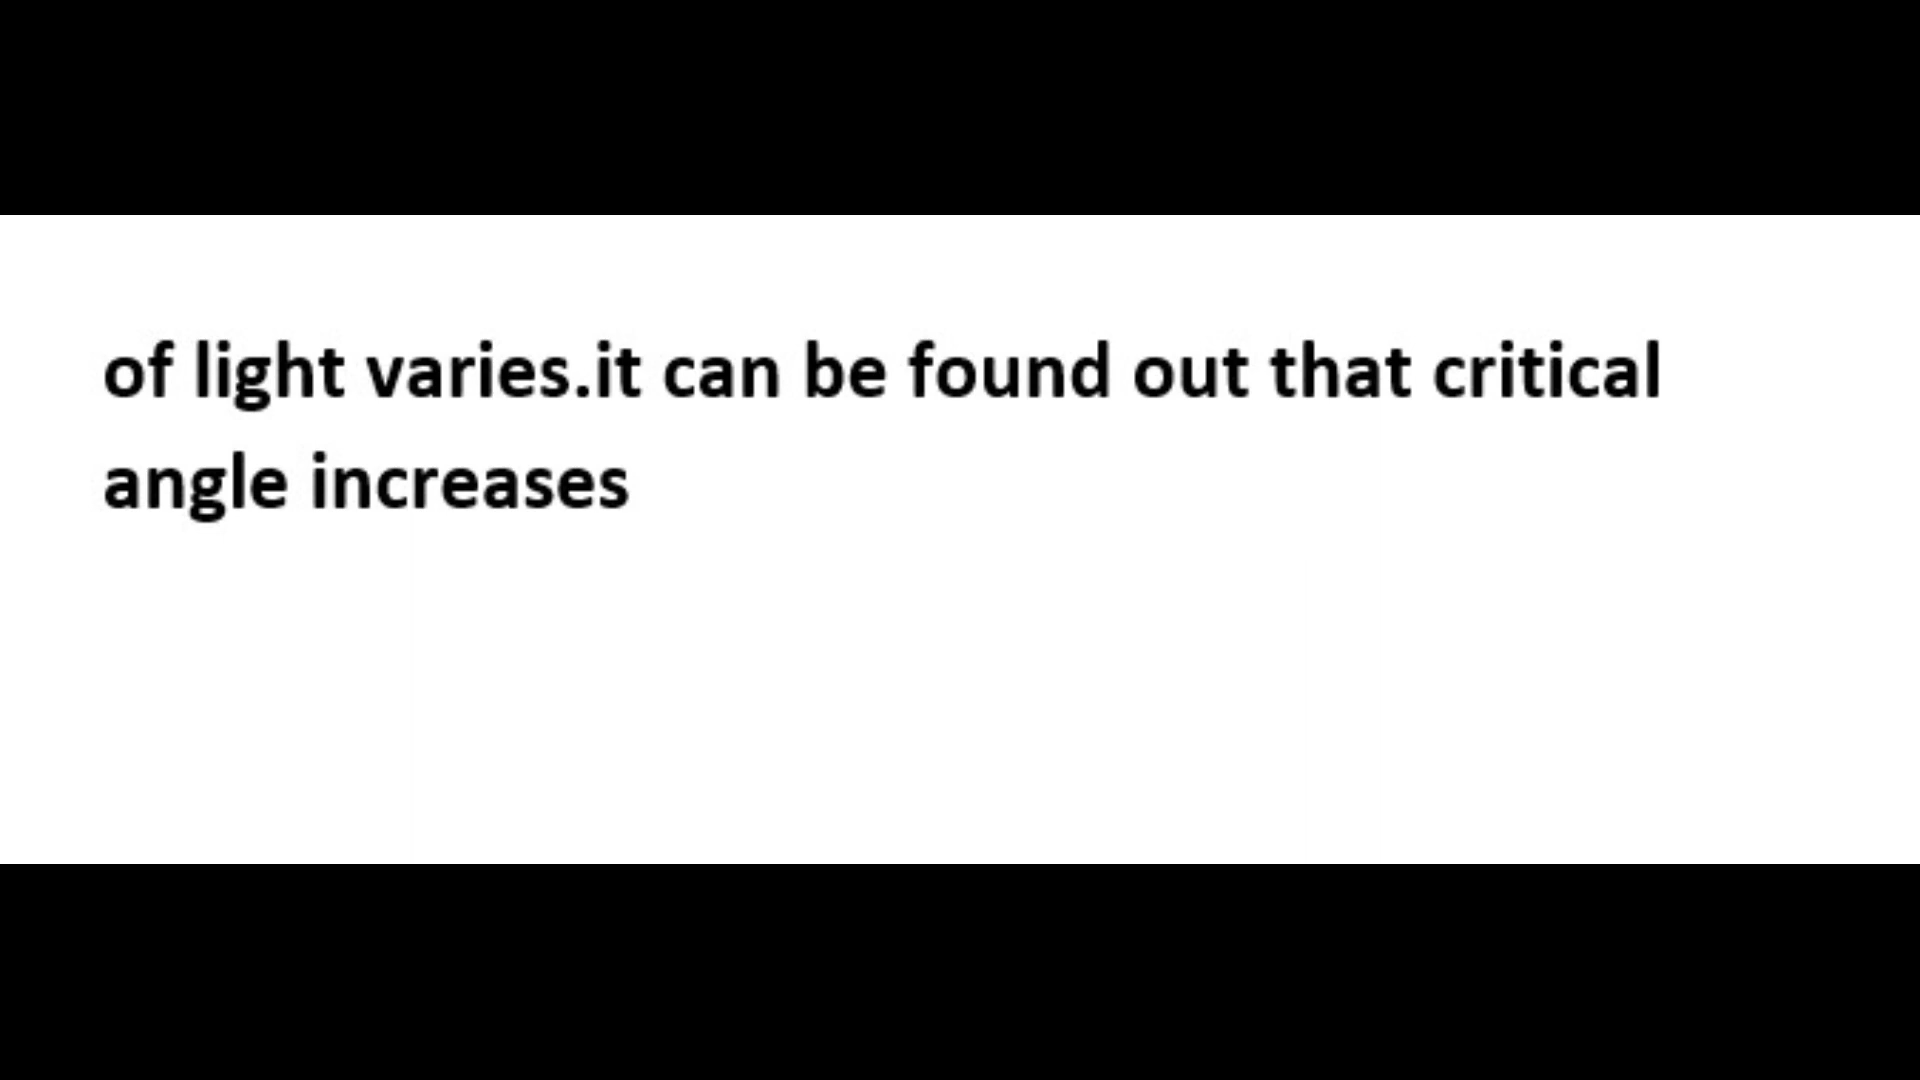 of light varies.it can be found out that critical
angle increases